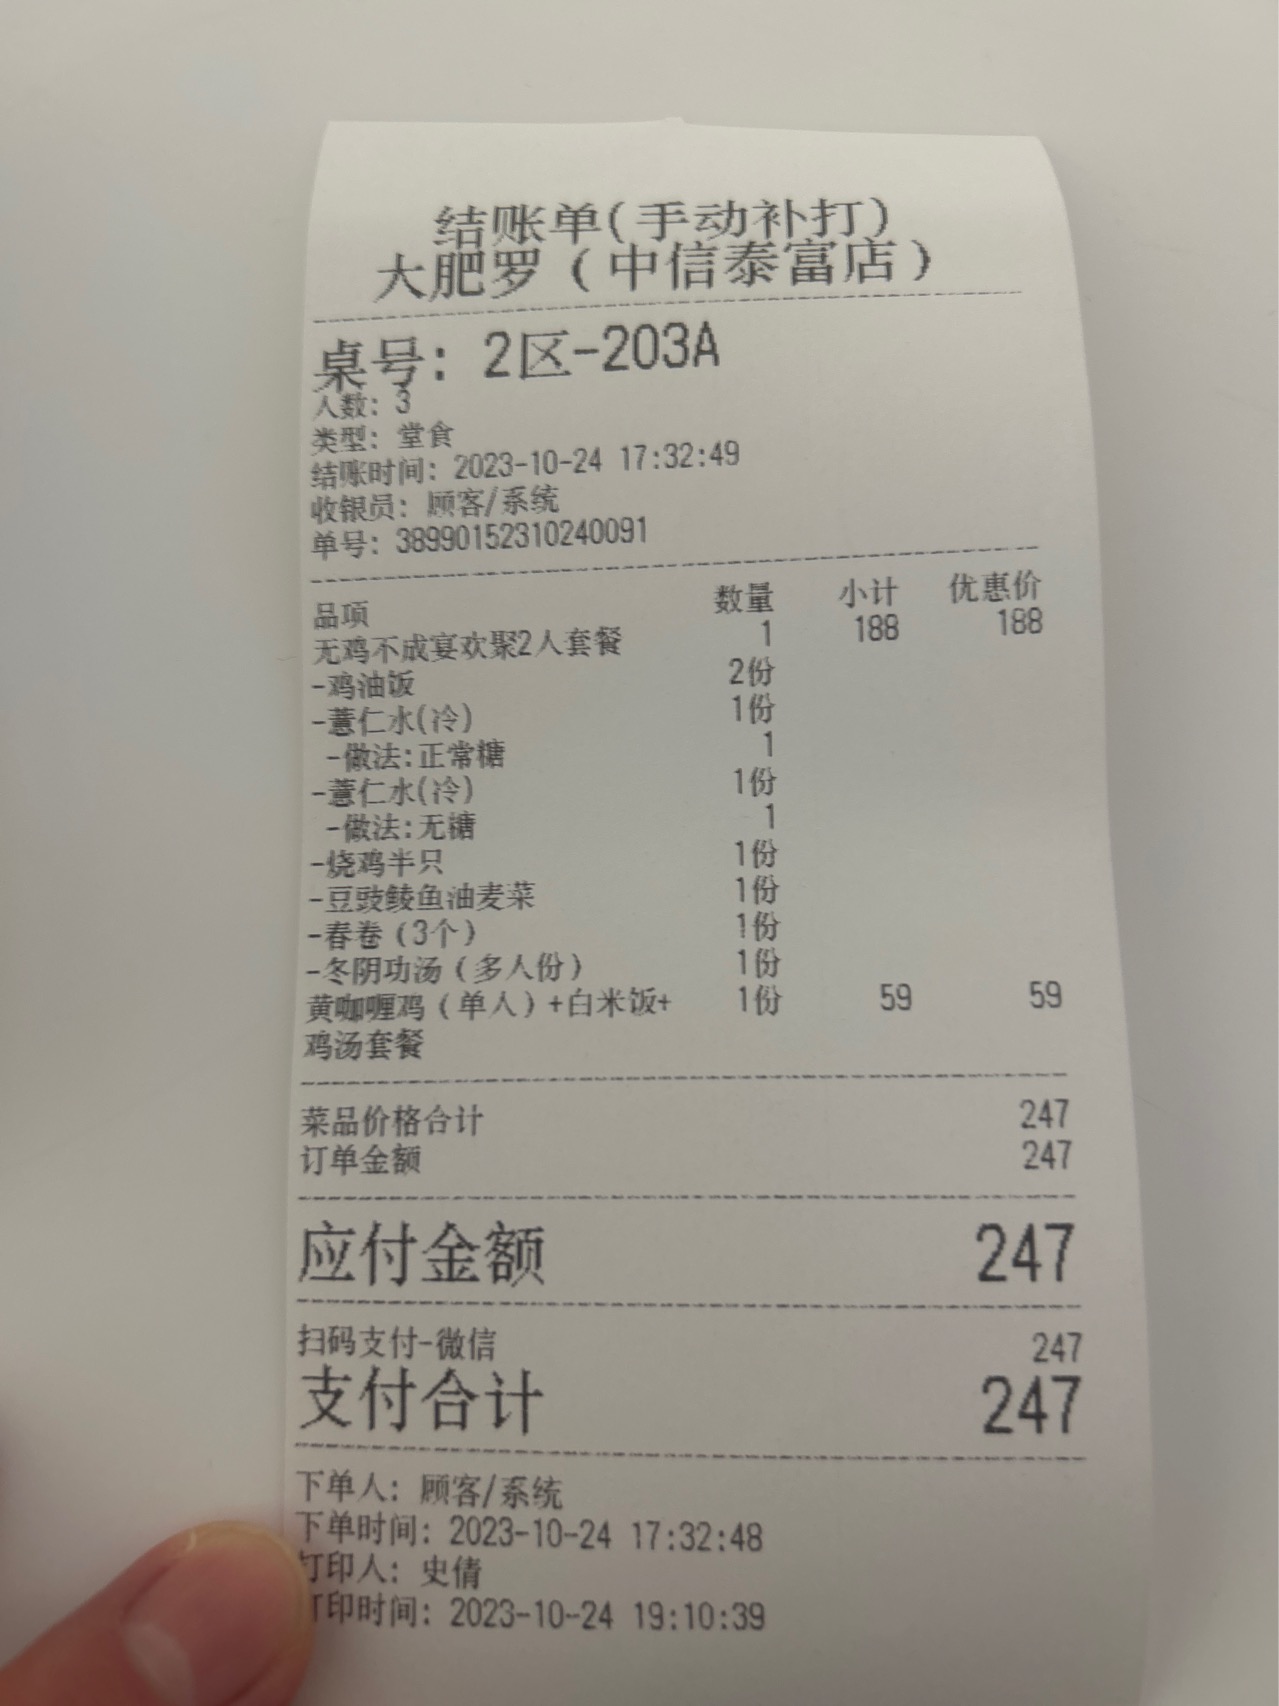 结账单(手动补打)
大肥罗（中信泰富店）
桌号: 2区-203A
人数: 3
类型: 堂食
结账时间: 2023-10-24 17:32:49
收银员: 顾客/系统
单号: 38990152310240091
品项 数量 小计 优惠价
无鸡不成宴欢聚2人套餐 1 188 188
-鸡油饭 2份
-薏仁水(冷) 1份
-做法:正常糖 1
-薏仁水(冷) 1份
-做法:无糖 1
-烧鸡半只 1份
-豆豉鲮鱼油麦菜 1份
-春卷（3个） 1份
-冬阴功汤（多人份） 1份
黄咖喱鸡（单人）+白米饭+ 1份 59 59
鸡汤套餐
菜品价格合计 247
订单金额 247
应付金额 247
扫码支付-微信 247
支付合计 247
下单人: 顾客/系统
下单时间: 2023-10-24 17:32:48
打印人: 史倩
打印时间: 2023-10-24 19:10:39